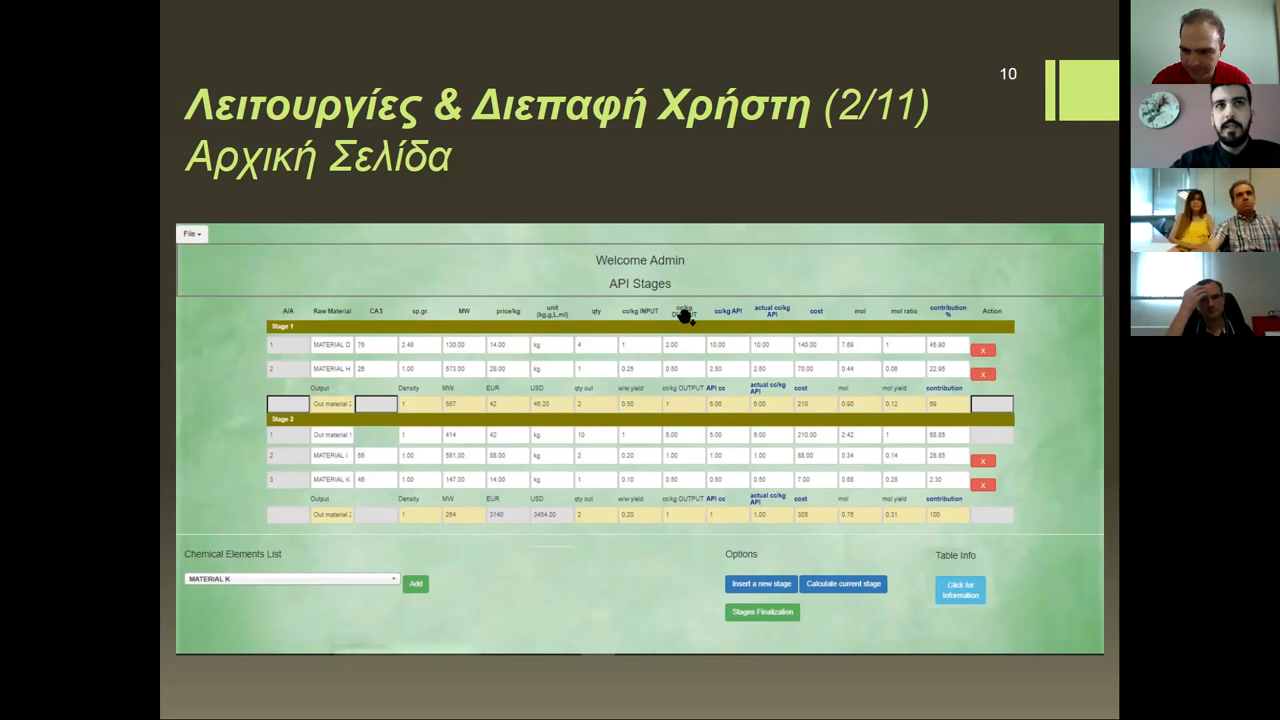 10
Λειτουργίες & Διεπαφή Χρήστη (2/11)
Αρχική Σελίδα
File
Welcome Admin
API Stages
A/A Raw Material CAS sp.gr. MW price/kg unit (kg,g,L,ml) qty cc/kg INPUT cc/kg cc/kg API actual cc/kg API cost mol mol ratio contribution % Action
Stage 1
1 MATERIAL D 75 2.48 130.00 14.00 kg 4 1 2.00 10.00 10.00 140.00 7.69 1 45.90 X
2 MATERIAL H 25 1.00 573.00 28.00 kg 1 0.25 0.50 2.50 2.50 70.00 0.44 0.06 22.95 X
Output Density MW EUR USD qty out w/w yield cc/kg OUTPUT API cc actual cc/kg API cost mol mol yield contribution
Out material 1 557 42 46.20 2 0.50 1 5.00 5.00 210 0.90 0.12 69
Stage 2
1 Out material 1 414 42 kg 10 1 5.00 5.00 5.00 210.00 2.42 1 68.85
2 MATERIAL I 65 1.00 581.00 88.00 kg 2 0.20 1.00 1.00 1.00 88.00 0.34 0.14 28.85 X
3 MATERIAL K 45 1.00 147.00 14.00 kg 1 0.10 0.50 0.50 0.50 7.00 0.68 0.28 2.30 X
Output Density MW EUR USD qty out w/w yield cc/kg OUTPUT API cc actual cc/kg API cost mol mol yield contribution
Out material 1 264 3140 3454.00 2 0.20 1 1 1.00 305 0.76 0.31 100
Chemical Elements List Options Table Info
MATERIAL K Add Insert a new stage Calculate current stage Click for Information
Stages Finalization